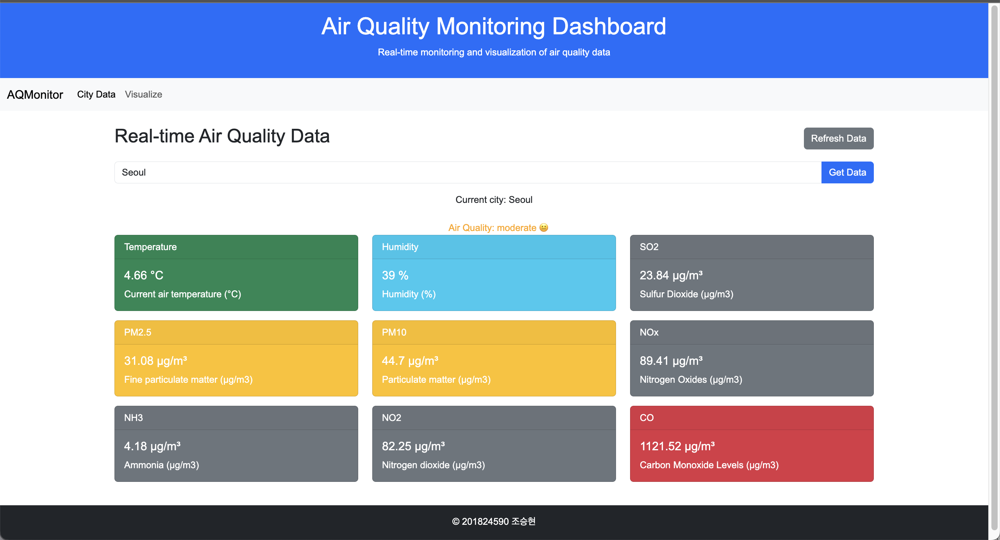 Air Quality Monitoring Dashboard
Real-time monitoring and visualization of air quality data
AQMonitor City Data Visualize
Real-time Air Quality Data
Refresh Data
Seoul
Get Data
Current city: Seoul
Air Quality: moderate 😐
Temperature
4.66 °C
Current air temperature (°C)
Humidity
39 %
Humidity (%)
SO2
23.84 µg/m³
Sulfur Dioxide (µg/m3)
PM2.5
31.08 µg/m³
Fine particulate matter (µg/m3)
PM10
44.7 µg/m³
Particulate matter (µg/m3)
NOx
89.41 µg/m³
Nitrogen Oxides (µg/m3)
NH3
4.18 µg/m³
Ammonia (µg/m3)
NO2
82.25 µg/m³
Nitrogen dioxide (µg/m3)
CO
1121.52 µg/m³
Carbon Monoxide Levels (µg/m3)
© 201824590 조승현